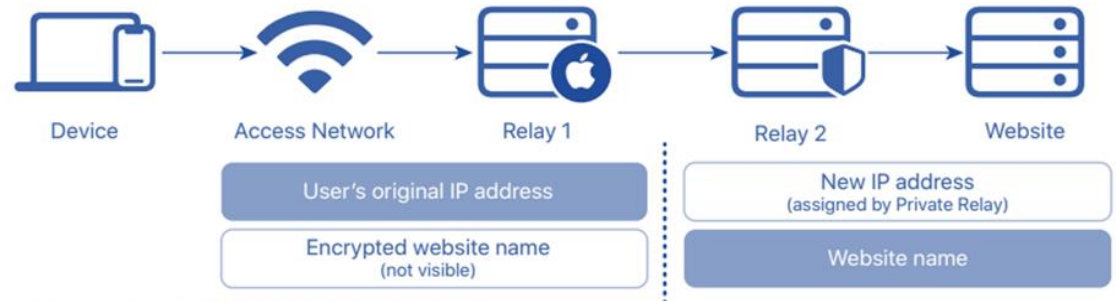 Device
Access Network
Relay 1
Relay 2
Website
User's original IP address
Encrypted website name
(not visible)
New IP address
(assigned by Private Relay)
Website name